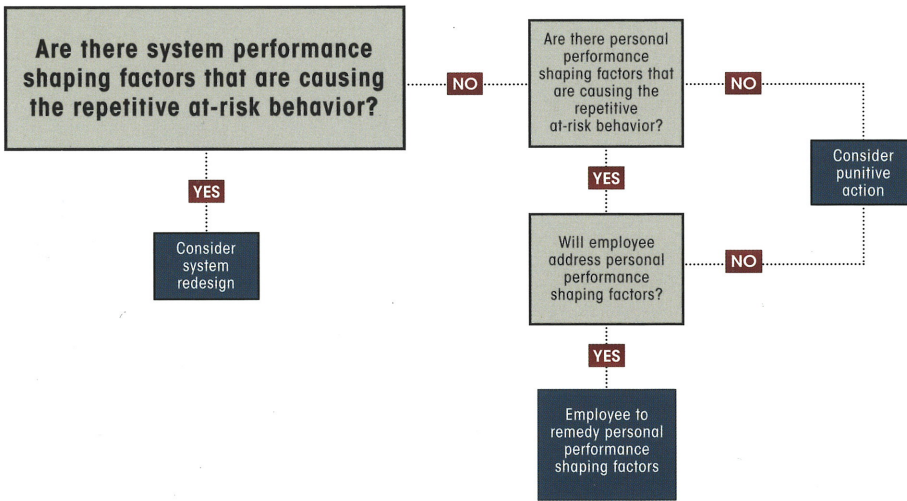 Are there system performance
shaping factors that are causing
the repetitive at-risk behavior?
NO
Are there personal
performance
shaping factors that
are causing the
repetitive
at-risk behavior?
NO
Consider
punitive
action
YES
Consider
system
redesign
YES
Will employee
address personal
performance
shaping factors?
NO
YES
Employee to
remedy personal
performance
shaping factors